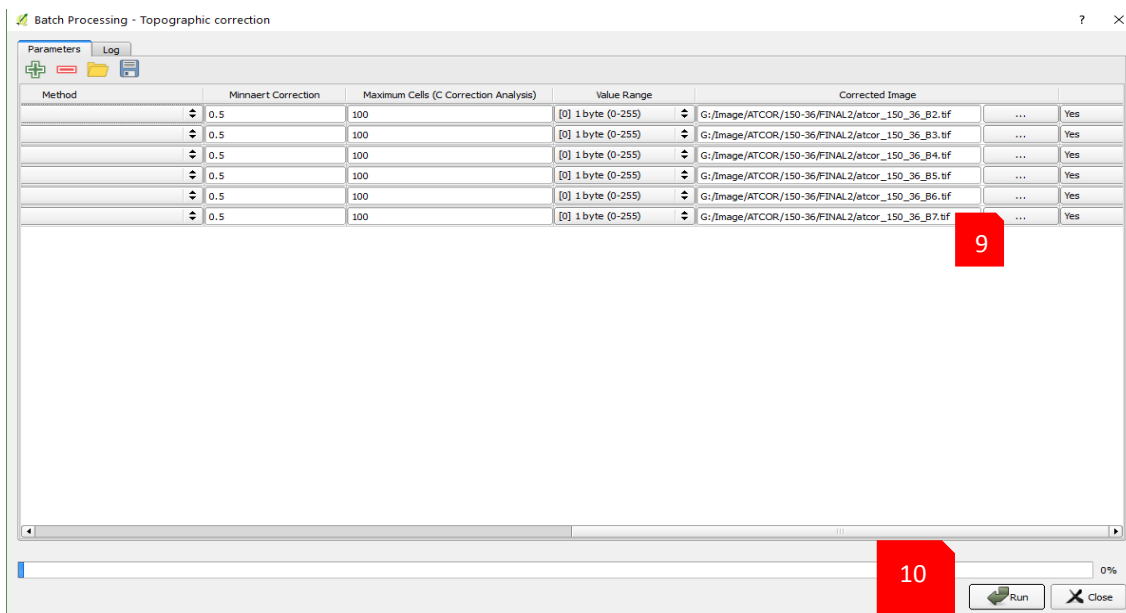 Batch Processing - Topographic correction ? ×
Parameters Log
Method Minnaert Correction Maximum Cells (C Correction Analysis) Value Range Corrected Image
0.5 100 [0] 1 byte (0-255) G:/Image/ATCOR/150-36/FINAL2/atcor_150_36_B2.tif ... Yes
0.5 100 [0] 1 byte (0-255) G:/Image/ATCOR/150-36/FINAL2/atcor_150_36_B3.tif ... Yes
0.5 100 [0] 1 byte (0-255) G:/Image/ATCOR/150-36/FINAL2/atcor_150_36_B4.tif ... Yes
0.5 100 [0] 1 byte (0-255) G:/Image/ATCOR/150-36/FINAL2/atcor_150_36_B5.tif ... Yes
0.5 100 [0] 1 byte (0-255) G:/Image/ATCOR/150-36/FINAL2/atcor_150_36_B6.tif ... Yes
0.5 100 [0] 1 byte (0-255) G:/Image/ATCOR/150-36/FINAL2/atcor_150_36_B7.tif ... Yes
9
0%
10
Run Close